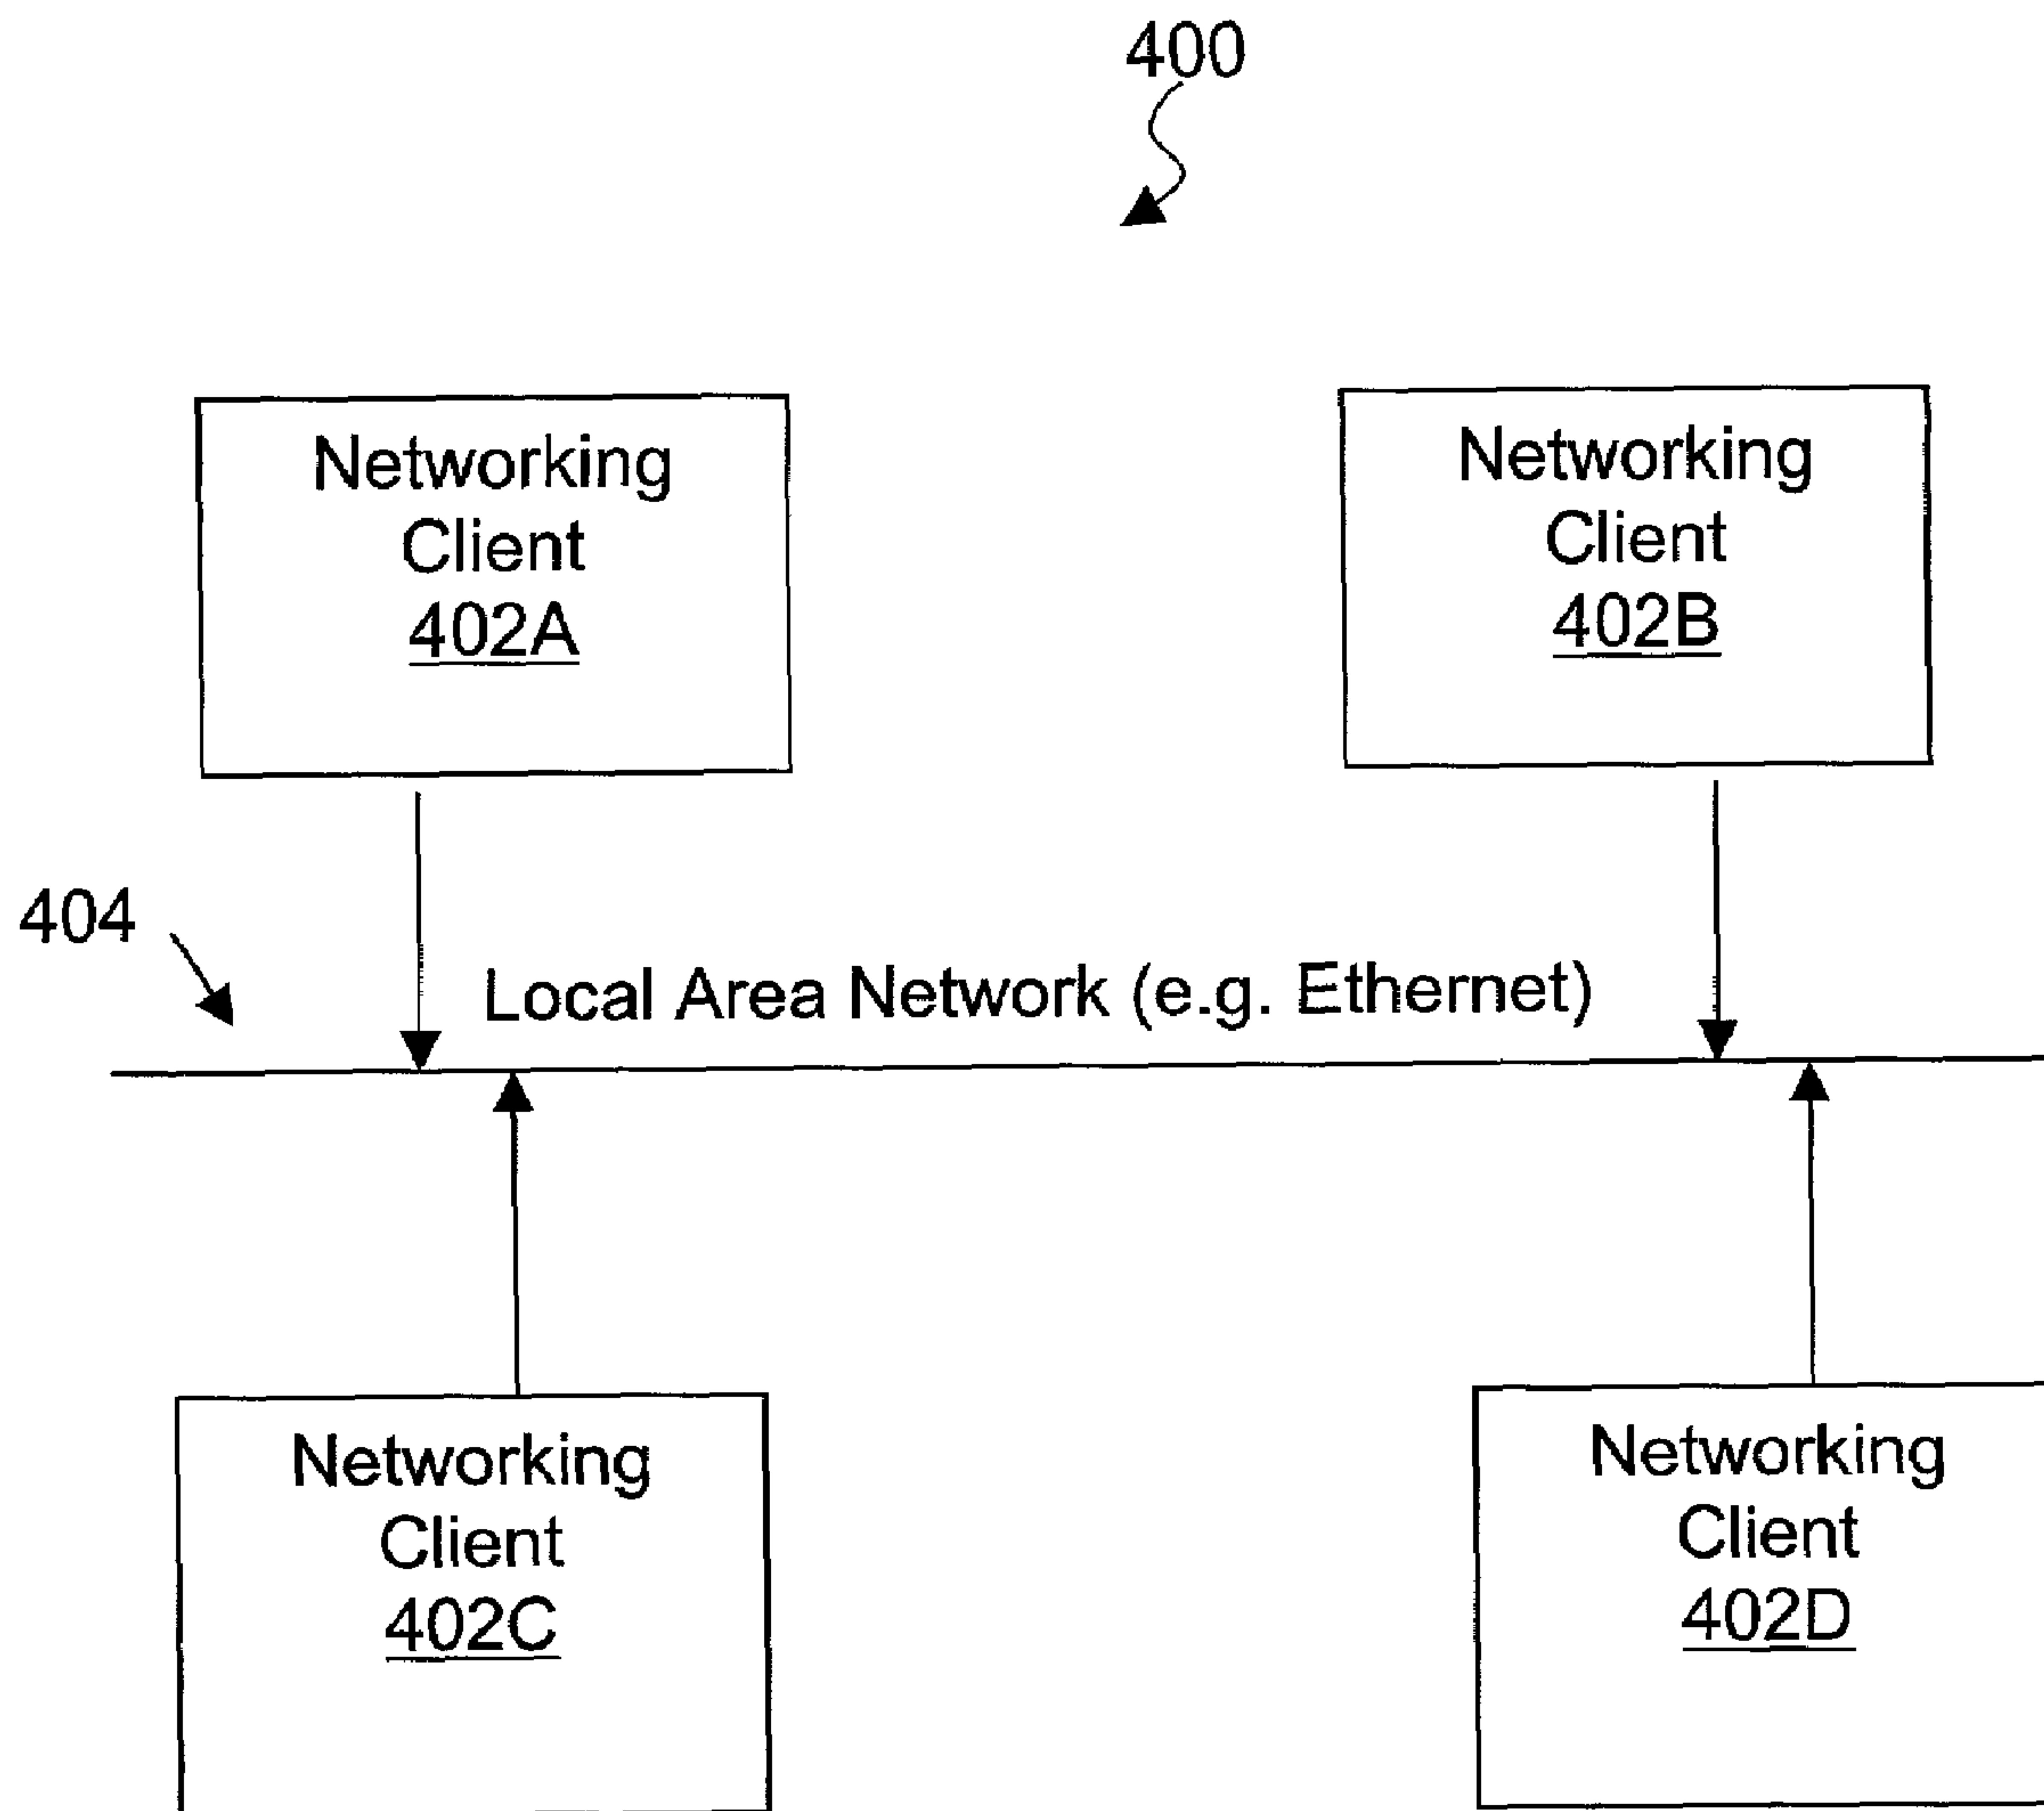 400
Networking
Client
402A
Networking
Client
402B
404
Local Area Network (e.g. Ethernet)
Networking
Client
402C
Networking
Client
402D